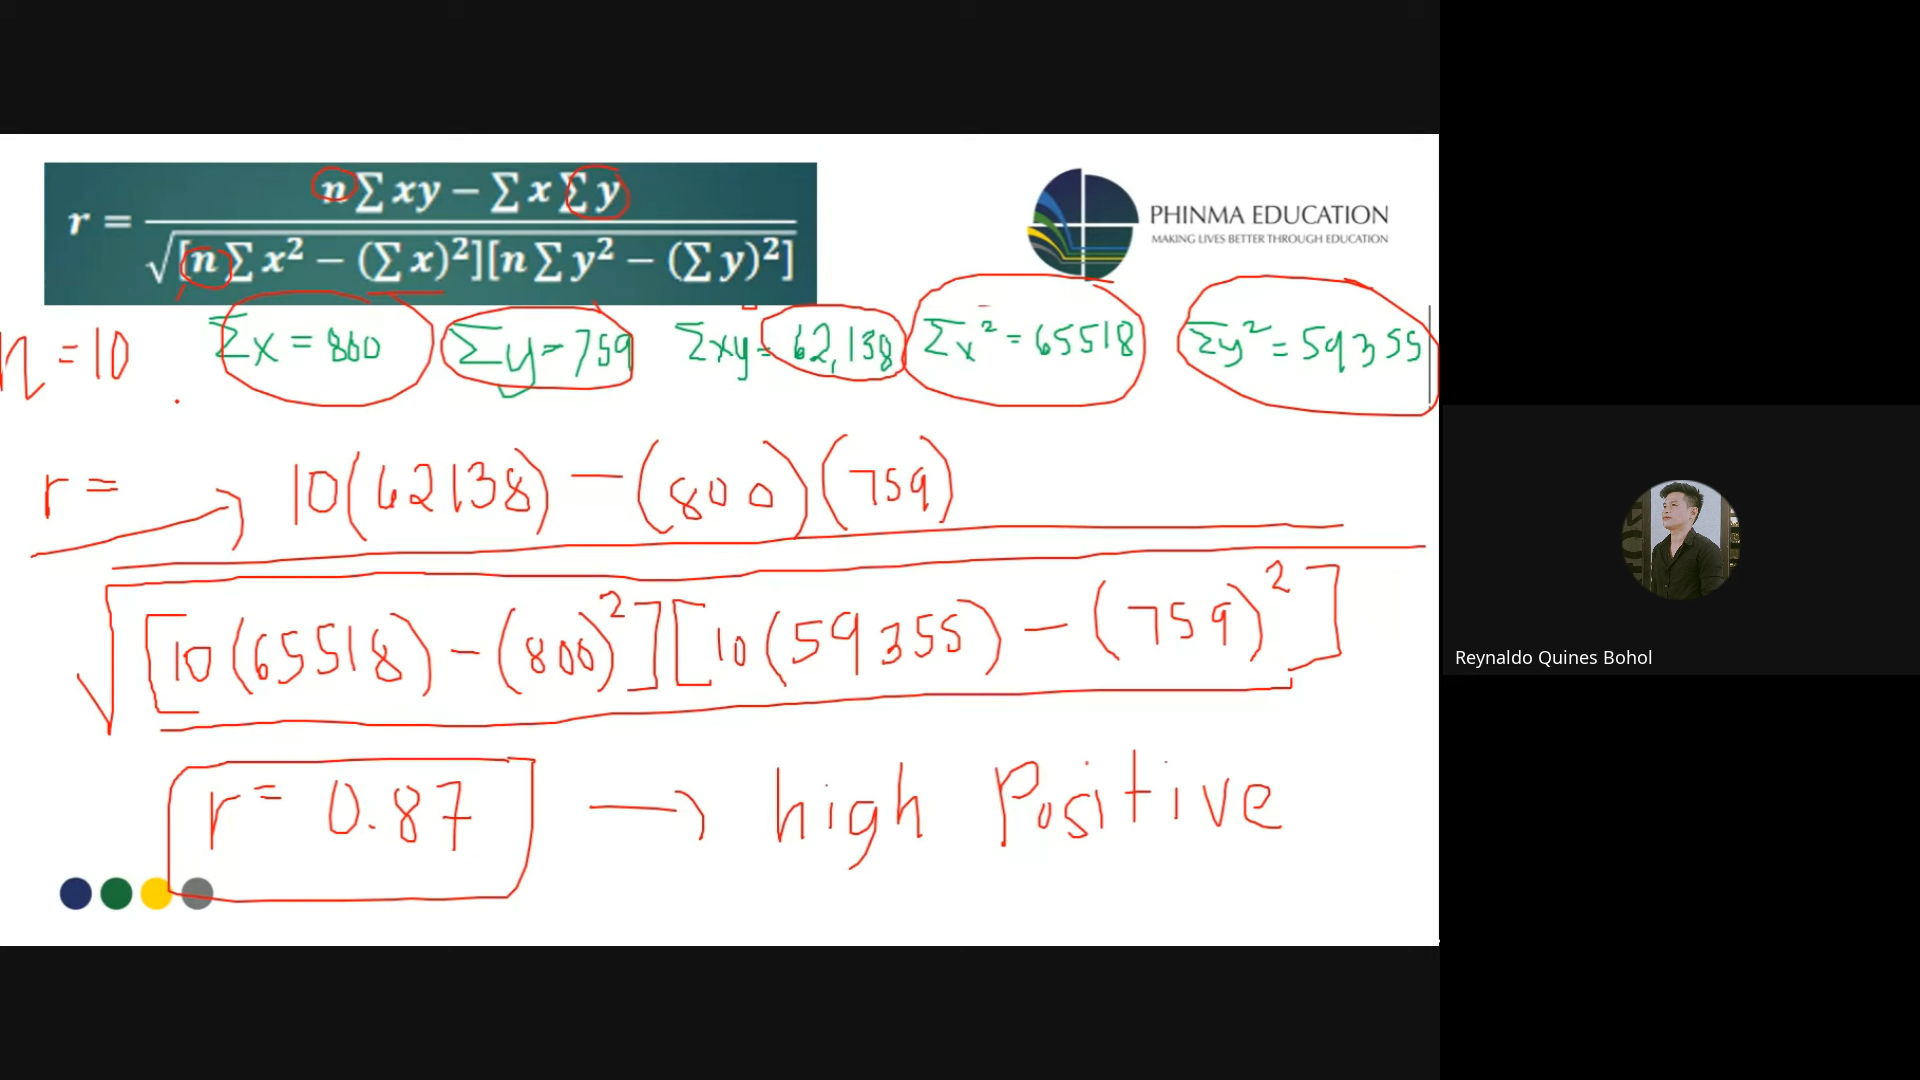 r = n∑xy − ∑x∑y / √[n∑x² − (∑x)²][n∑y² − (∑y)²]
PHINMA EDUCATION
MAKING LIVES BETTER THROUGH EDUCATION
n = 10 ∑x = 800 ∑y = 759 ∑xy = 62,138 ∑x² = 65518 ∑y² = 59355
r = 10(62138) − (800)(759)
√[10(65518) − (800)²][10(59355) − (759)²]
Reynaldo Quines Bohol
r = 0.87 → high Positive